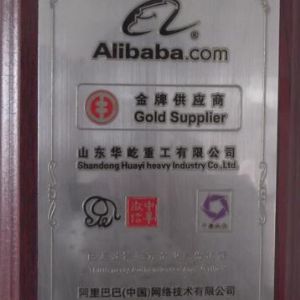 Alibaba.com
金牌供应商
Gold Supplier
山东华屹重工有限公司
Shandong Huayi heavy Industry Co.,Ltd.
阿里巴巴(中国)网络技术有限公司